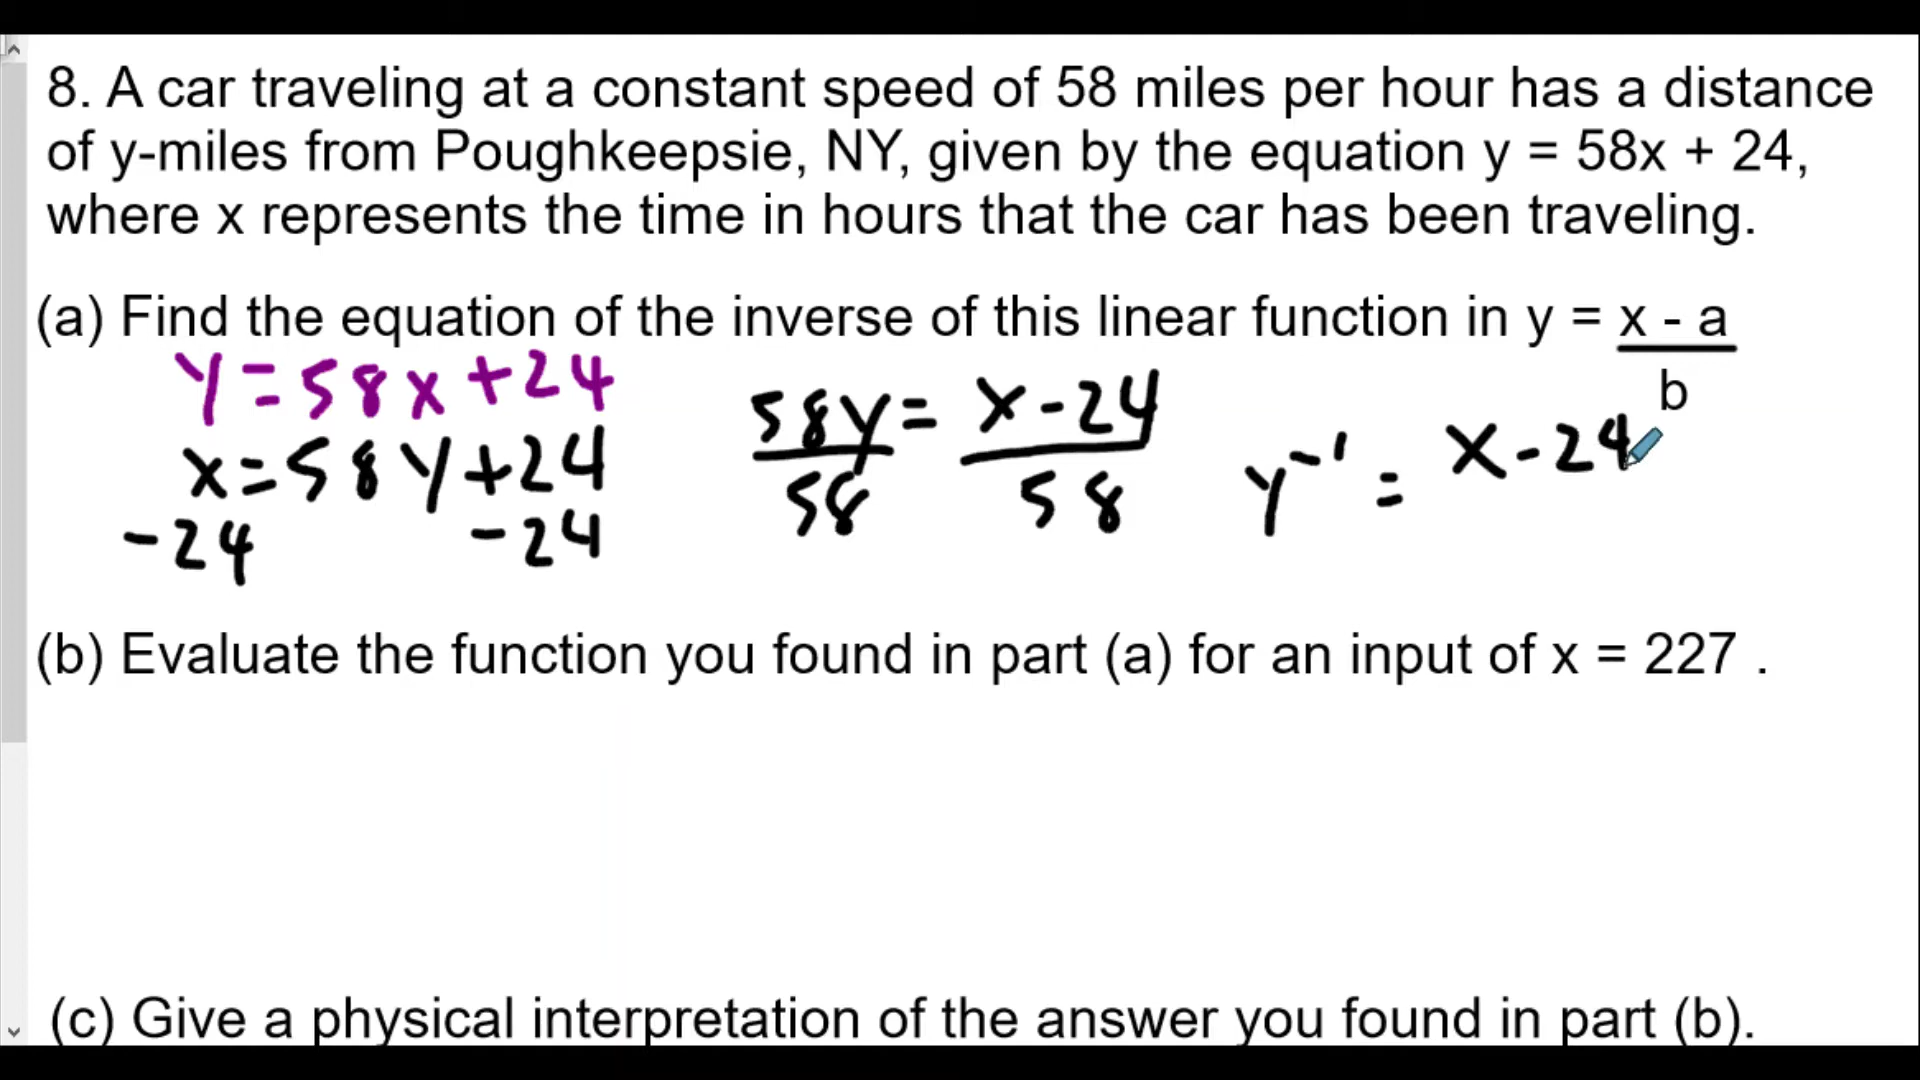 8. A car traveling at a constant speed of 58 miles per hour has a distance
of y-miles from Poughkeepsie, NY, given by the equation y = 58x + 24,
where x represents the time in hours that the car has been traveling.
(a) Find the equation of the inverse of this linear function in y = x - a
b
y=58x+24
x=58y+24
-24 -24
58y= x-24
58 58
y⁻¹ = x-24
(b) Evaluate the function you found in part (a) for an input of x = 227 .
(c) Give a physical interpretation of the answer you found in part (b).